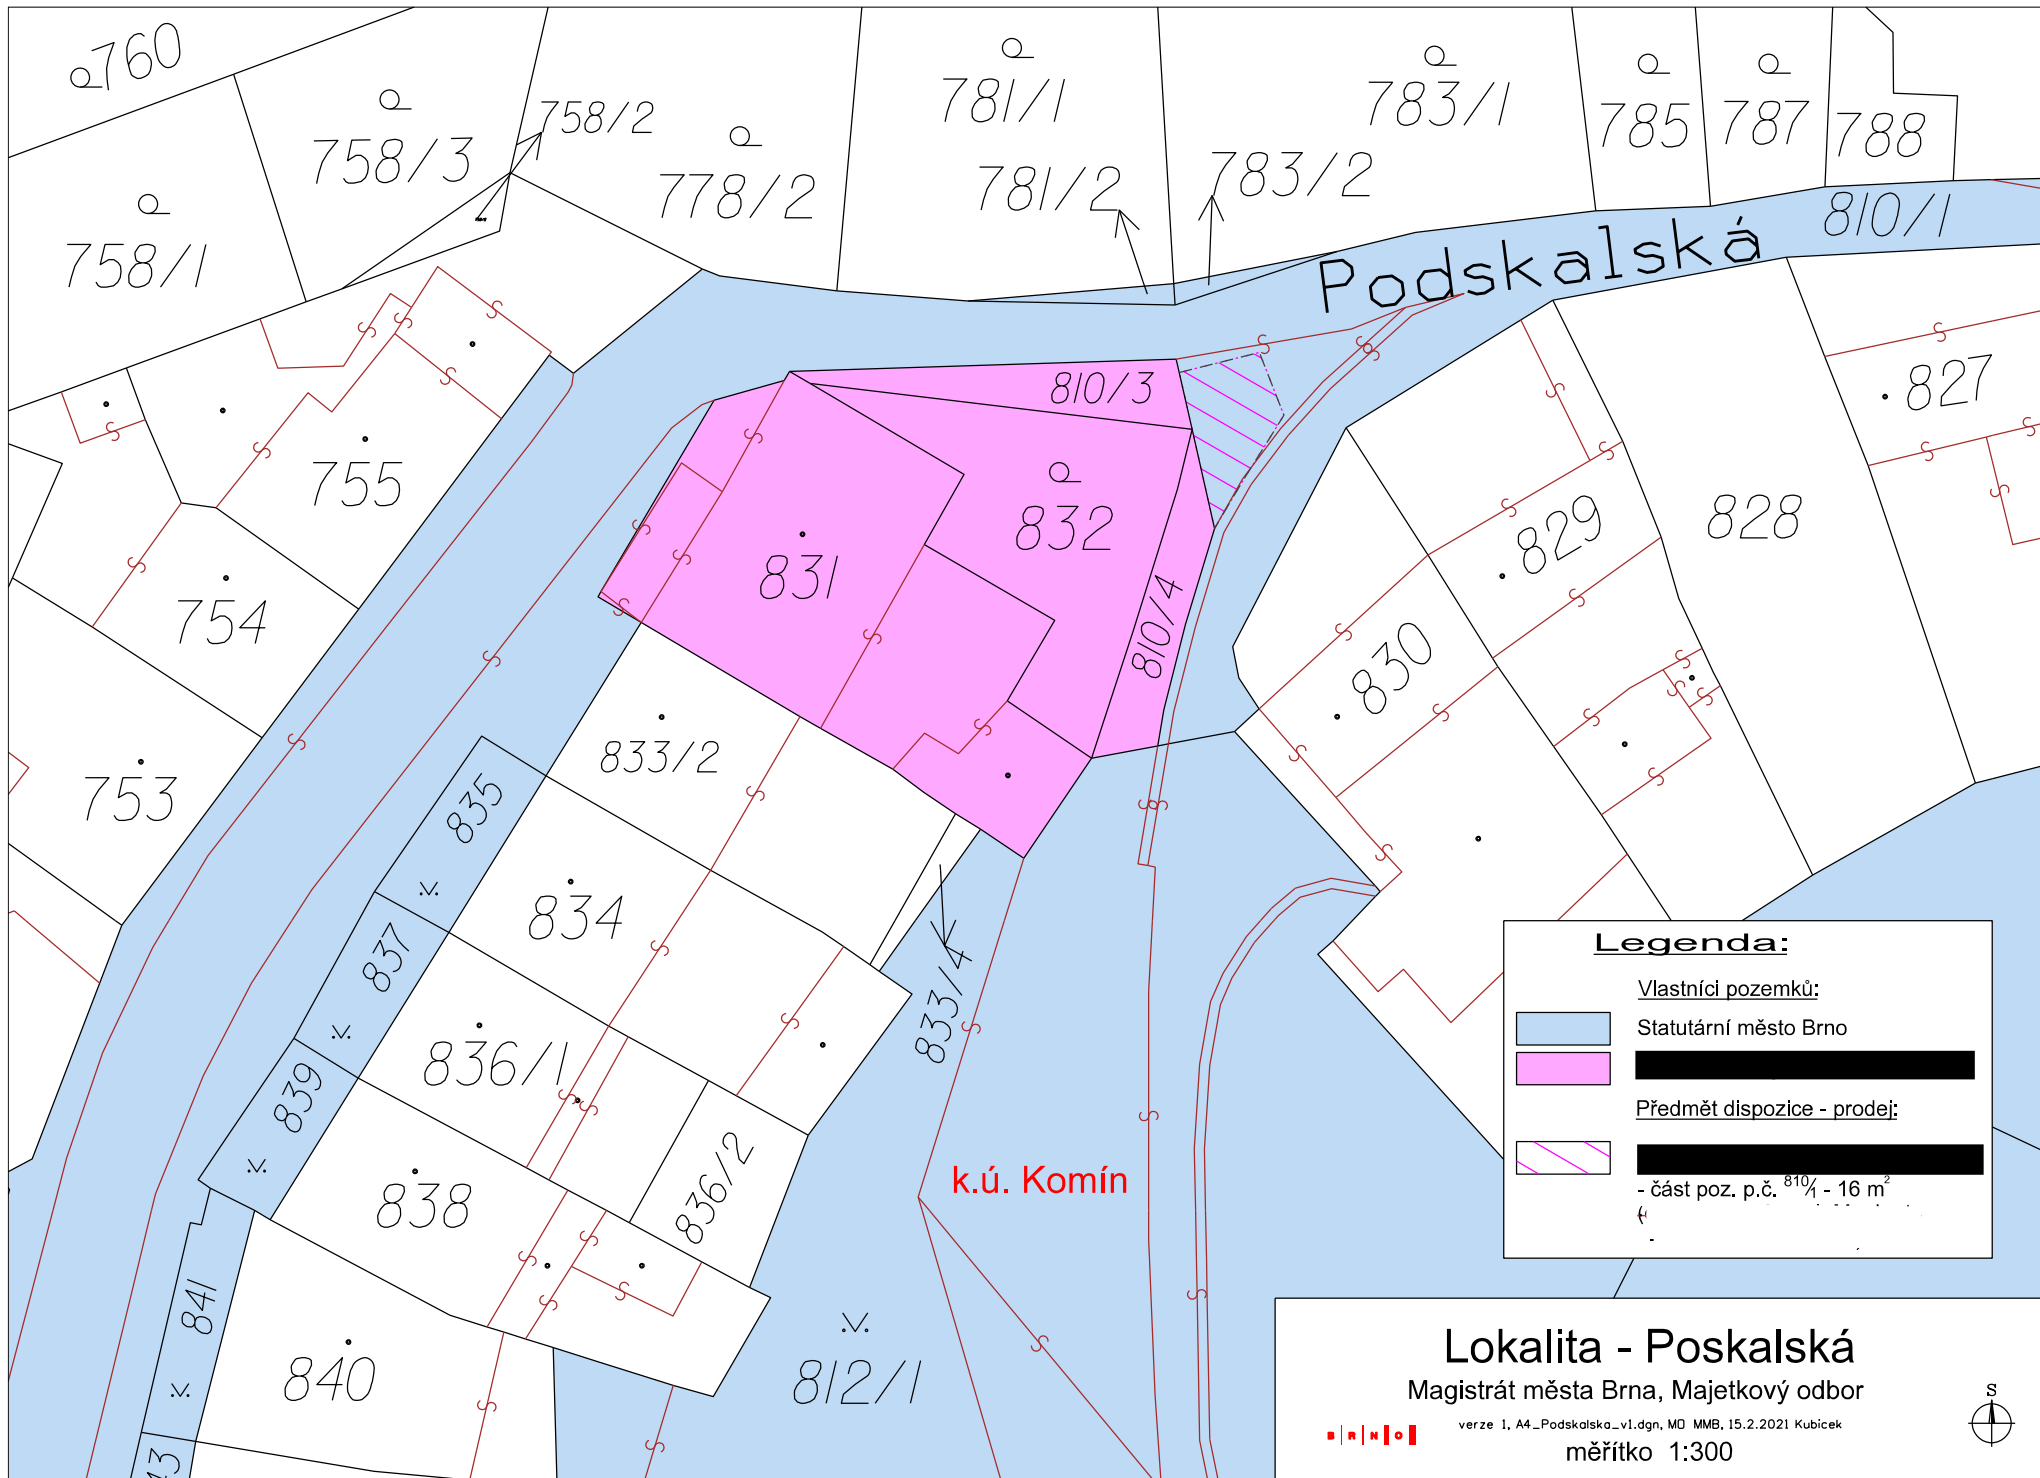 760
758/3
758/2
758/1
778/2
781/1
781/2
783/1
783/2
785
787
788
810/1
Podskalská
810/3
827
755
832
831
829
828
754
810/4
830
833/2
753
835
834
837
833/4
836/1
839
836/2
838
841
840
812/1
k.ú. Komín
Legenda:
Vlastníci pozemků:
Statutární město Brno
Předmět dispozice - prodej:
- část poz. p.č. 810/1 - 16 m²
Lokalita - Poskalská
Magistrát města Brna, Majetkový odbor
verze 1, A4_Podskalska_v1.dgn, MO MMB, 15.2.2021 Kubicek
BRNO
měřítko 1:300
S